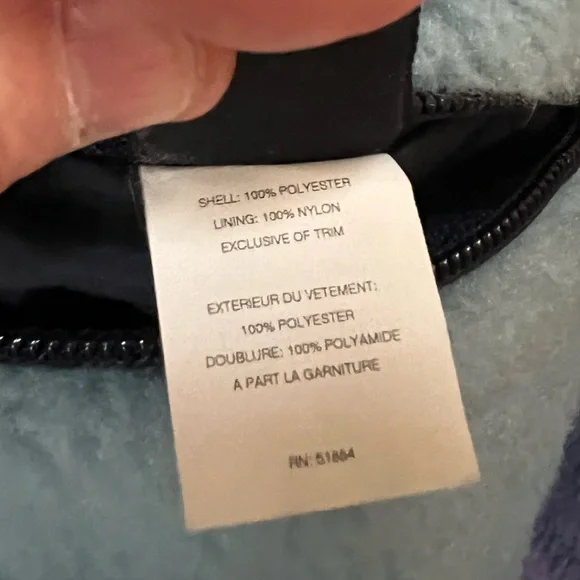 SHELL: 100% POLYESTER
LINING: 100% NYLON
EXCLUSIVE OF TRIM
EXTERIEUR DU VETEMENT:
100% POLYESTER
DOUBLURE: 100% POLYAMIDE
A PART LA GARNITURE
RN: 51884